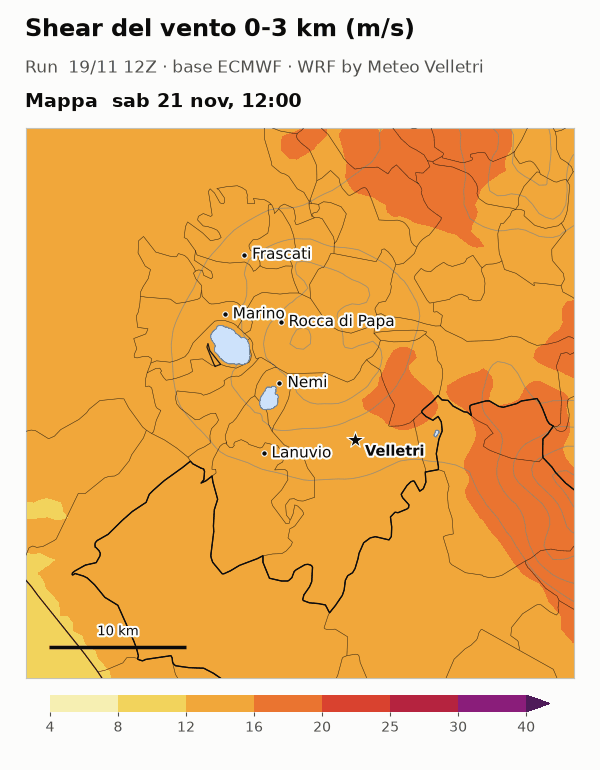 Shear del vento 0-3 km (m/s)
Run  19/11 12Z · base ECMWF · WRF by Meteo Velletri
Mappa  sab 21 nov, 12:00
Frascati
Marino
Rocca di Papa
Nemi
Velletri
Lanuvio
10 km
4 8 12 16 20 25 30 40